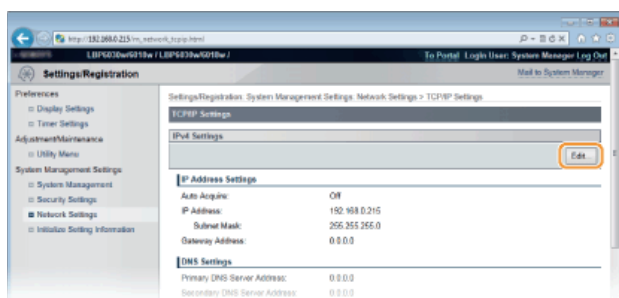 http://192.168.0.215/m_network_tcpip.html
LBP6030w/6018w / LBP6030w/6018w /
To Portal Login User: System Manager Log Out
Settings/Registration
Mail to System Manager
Preferences
Display Settings
Timer Settings
Adjustment/Maintenance
Utility Menu
System Management Settings
System Management
Security Settings
Network Settings
Initialize Setting Information
Settings/Registration: System Management Settings: Network Settings > TCP/IP Settings
TCP/IP Settings
IPv4 Settings
Edit...
IP Address Settings
Auto Acquire: Off
IP Address: 192.168.0.215
Subnet Mask: 255.255.255.0
Gateway Address: 0.0.0.0
DNS Settings
Primary DNS Server Address: 0.0.0.0
Secondary DNS Server Address: 0.0.0.0